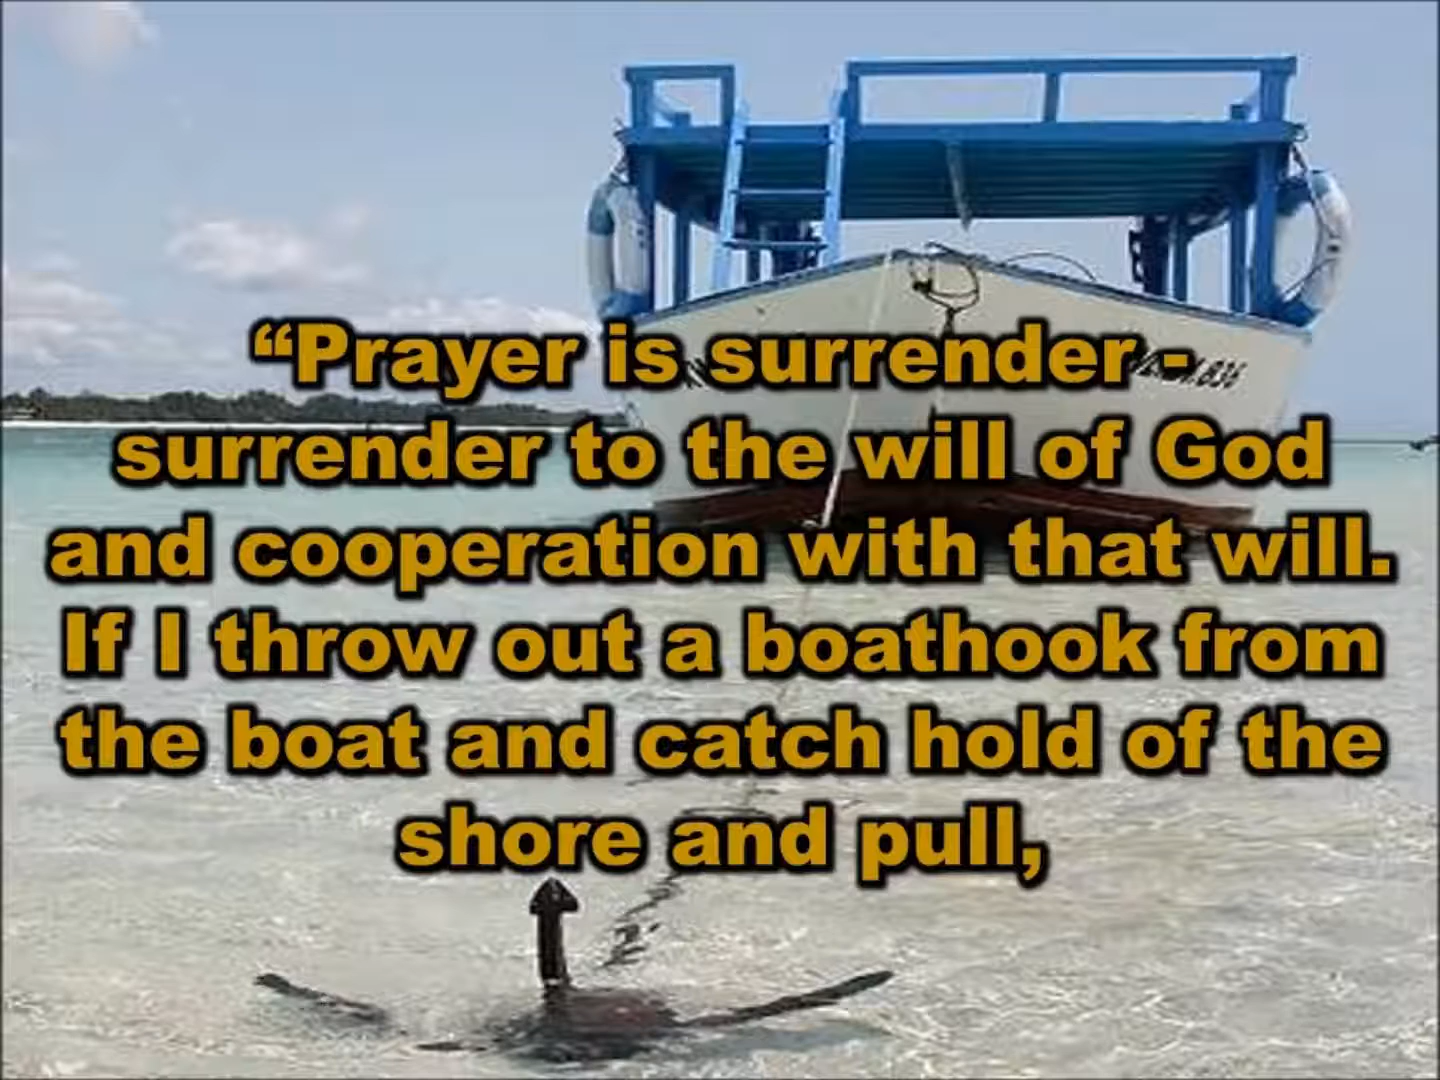 “Prayer is surrender -
surrender to the will of God
and cooperation with that will.
If I throw out a boathook from
the boat and catch hold of the
shore and pull,